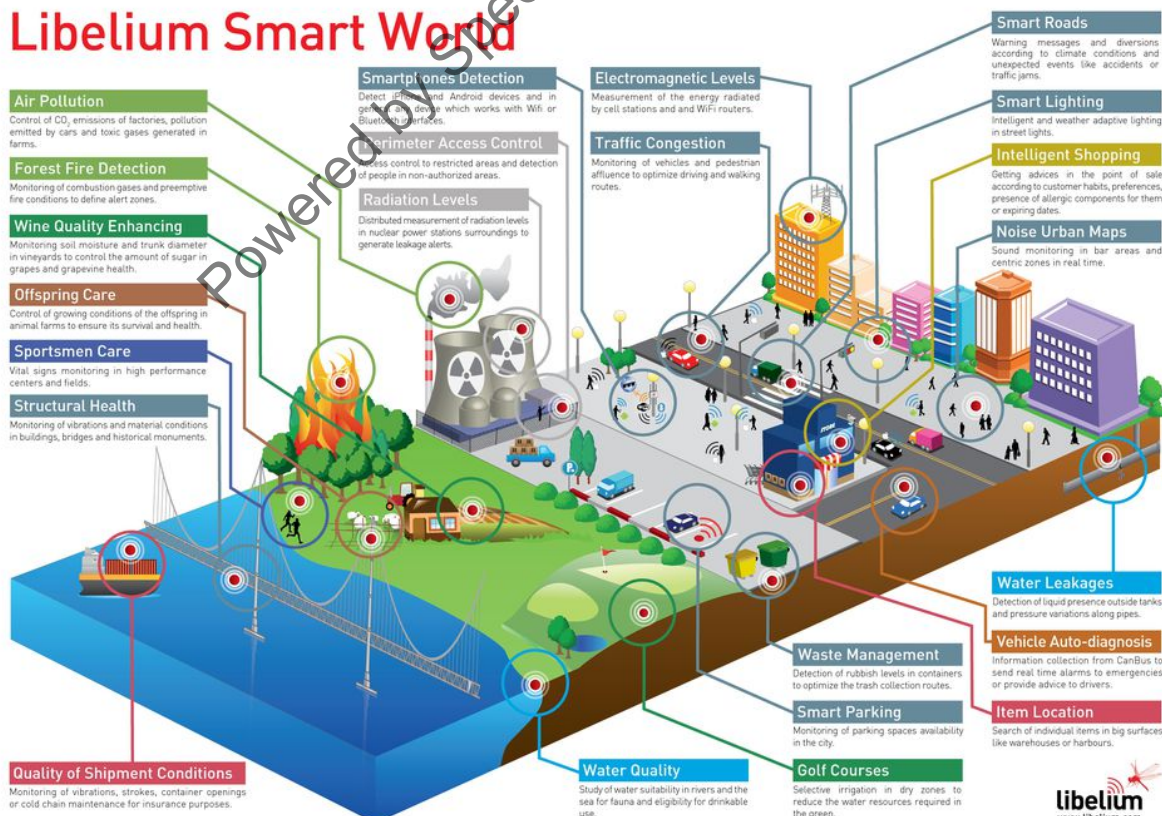 Libelium Smart World
Air Pollution
Control of CO2 emissions of factories, pollution
emitted by cars and toxic gases generated in
farms.
Forest Fire Detection
Monitoring of combustion gases and preemptive
fire conditions to define alert zones.
Wine Quality Enhancing
Monitoring soil moisture and trunk diameter
in vineyards to control the amount of sugar in
grapes and grapevine health.
Offspring Care
Control of growing conditions of the offspring in
animal farms to ensure its survival and health.
Sportsmen Care
Vital signs monitoring in high performance
centers and fields.
Structural Health
Monitoring of vibrations and material conditions
in buildings, bridges and historical monuments.
Quality of Shipment Conditions
Monitoring of vibrations, strokes, container openings
or cold chain maintenance for insurance purposes.
Smartphones Detection
Detect iPhone and Android devices and in
general any device which works with Wifi or
Bluetooth interfaces.
Perimeter Access Control
Access control to restricted areas and detection
of people in non-authorized areas.
Radiation Levels
Distributed measurement of radiation levels
in nuclear power stations surroundings to
generate leakage alerts.
Electromagnetic Levels
Measurement of the energy radiated
by cell stations and and WiFi routers.
Traffic Congestion
Monitoring of vehicles and pedestrian
affluence to optimize driving and walking
routes.
Smart Roads
Warning messages and diversions
according to climate conditions and
unexpected events like accidents or
traffic jams.
Smart Lighting
Intelligent and weather adaptive lighting
in street lights.
Intelligent Shopping
Getting advices in the point of sale
according to customer habits, preferences,
presence of allergic components for them
or expiring dates.
Noise Urban Maps
Sound monitoring in bar areas and
centric zones in real time.
Water Leakages
Detection of liquid presence outside tanks
and pressure variations along pipes.
Vehicle Auto-diagnosis
Information collection from CanBus to
send real time alarms to emergencies
or provide advice to drivers.
Item Location
Search of individual items in big surfaces
like warehouses or harbours.
Waste Management
Detection of rubbish levels in containers
to optimize the trash collection routes.
Smart Parking
Monitoring of parking spaces availability
in the city.
Golf Courses
Selective irrigation in dry zones to
reduce the water resources required in
the green.
Water Quality
Study of water suitability in rivers and the
sea for fauna and eligibility for drinkable
use.
STORE
P
libelium
Powered by